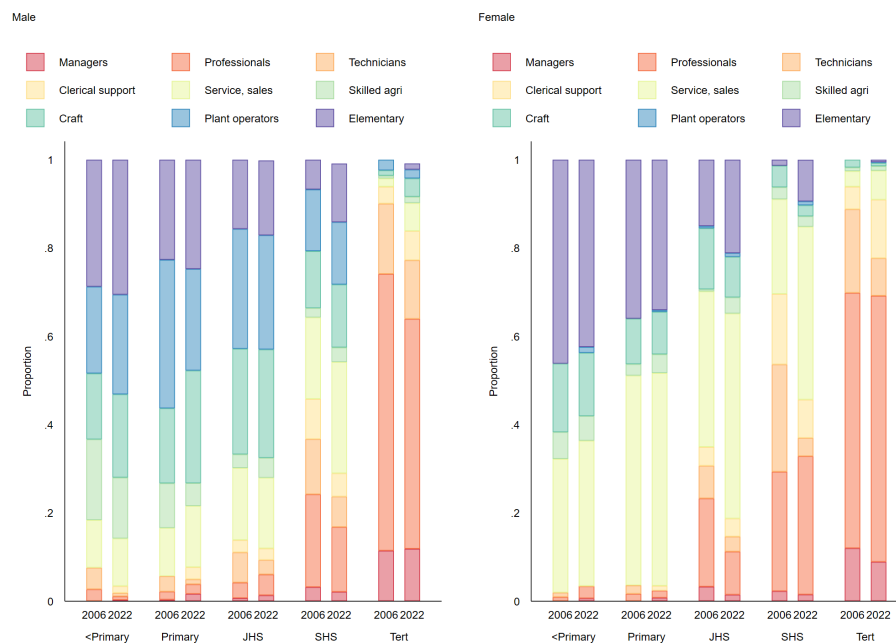 Male
Managers Professionals Technicians
Clerical support Service, sales Skilled agri
Craft Plant operators Elementary
1
.8
.6
.4
.2
0
Proportion
2006 2022 2006 2022 2006 2022 2006 2022 2006 2022
<Primary Primary JHS SHS Tert
Female
Managers Professionals Technicians
Clerical support Service, sales Skilled agri
Craft Plant operators Elementary
1
.8
.6
.4
.2
0
Proportion
2006 2022 2006 2022 2006 2022 2006 2022 2006 2022
<Primary Primary JHS SHS Tert